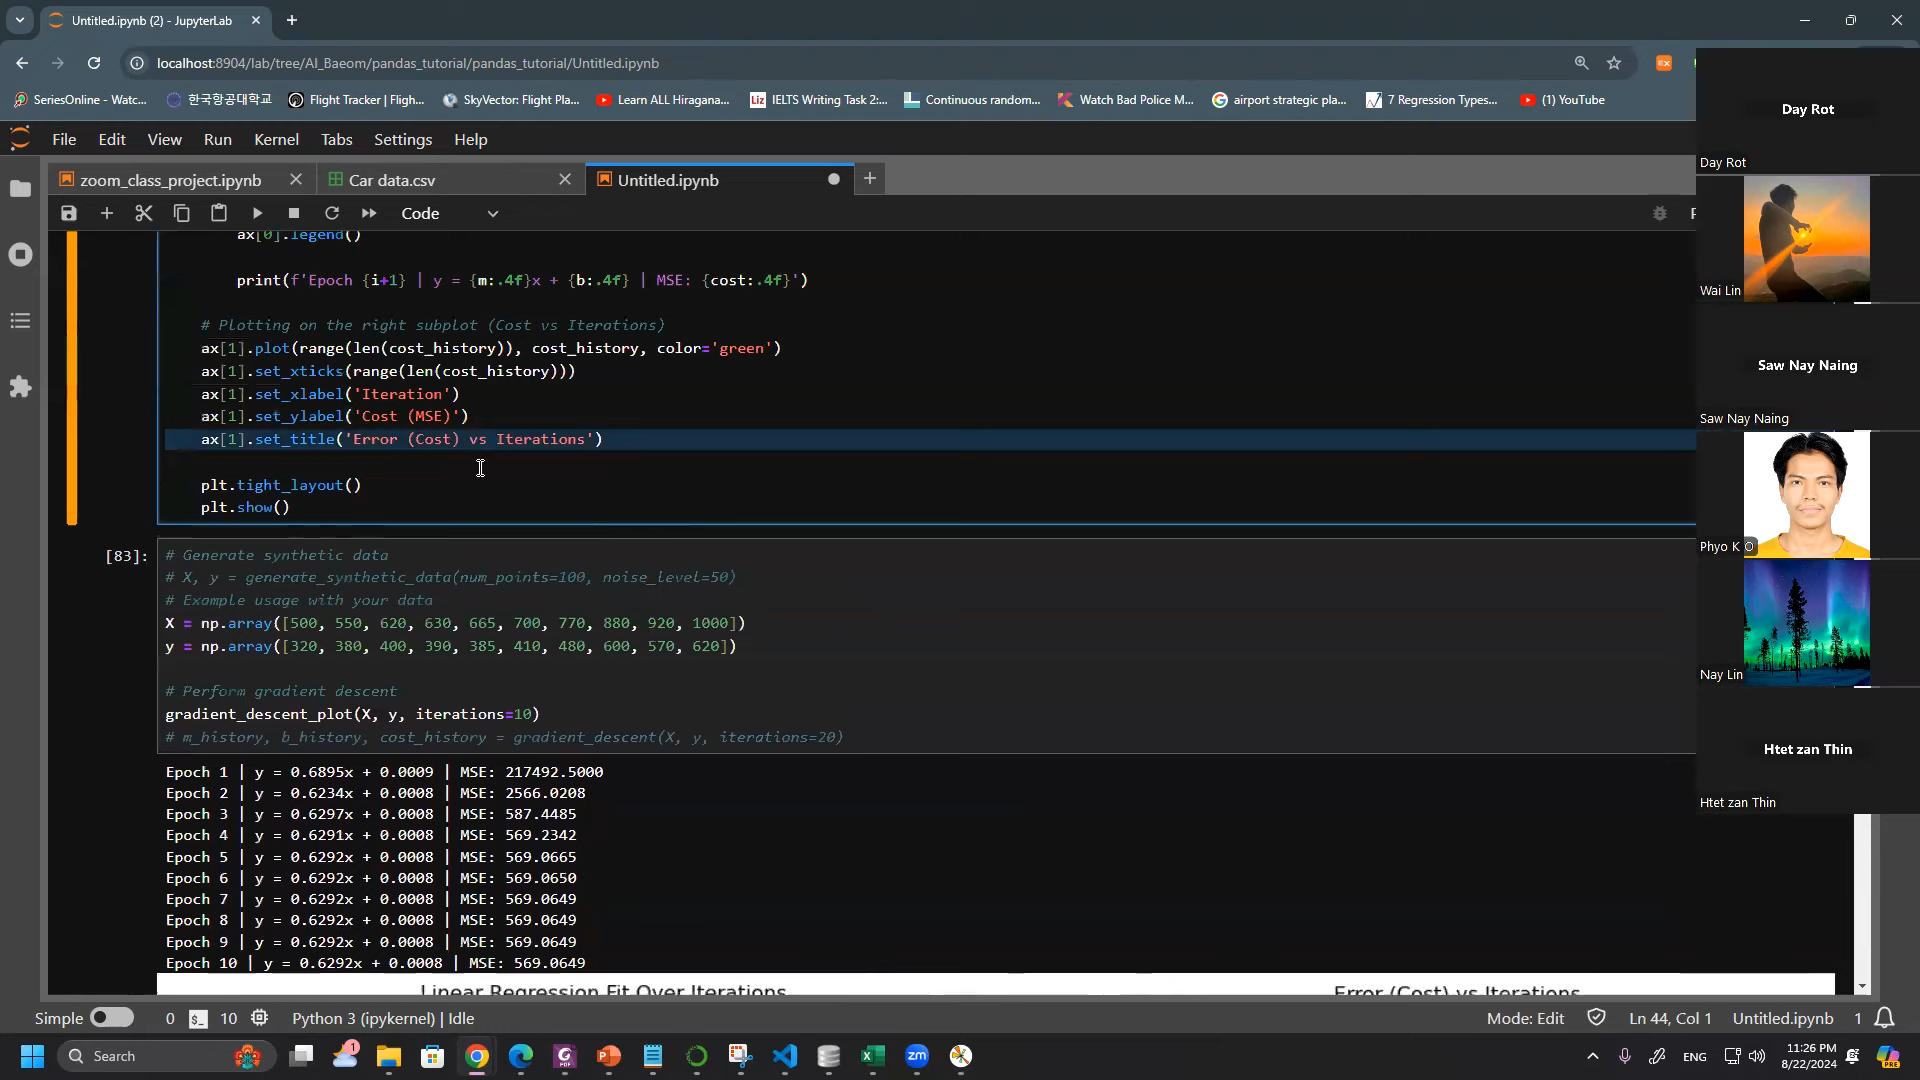 Untitled.ipynb (2) - JupyterLab
localhost:8904/lab/tree/AI_Baeom/pandas_tutorial/pandas_tutorial/Untitled.ipynb
SeriesOnline - Watc...
한국항공대학교
Flight Tracker | Fligh...
SkyVector: Flight Pla...
Learn ALL Hiragana...
Liz
IELTS Writing Task 2:...
Continuous random...
Watch Bad Police M...
airport strategic pla...
7 Regression Types...
(1) YouTube
File Edit View Run Kernel Tabs Settings Help
zoom_class_project.ipynb
Car data.csv
Untitled.ipynb
Code
ax[0].legend()
print(f'Epoch {i+1} | y = {m:.4f}x + {b:.4f} | MSE: {cost:.4f}')
# Plotting on the right subplot (Cost vs Iterations)
ax[1].plot(range(len(cost_history)), cost_history, color='green')
ax[1].set_xticks(range(len(cost_history)))
ax[1].set_xlabel('Iteration')
ax[1].set_ylabel('Cost (MSE)')
ax[1].set_title('Error (Cost) vs Iterations')
plt.tight_layout()
plt.show()
[83]:
# Generate synthetic data
# X, y = generate_synthetic_data(num_points=100, noise_level=50)
# Example usage with your data
X = np.array([500, 550, 620, 630, 665, 700, 770, 880, 920, 1000])
y = np.array([320, 380, 400, 390, 385, 410, 480, 600, 570, 620])
# Perform gradient descent
gradient_descent_plot(X, y, iterations=10)
# m_history, b_history, cost_history = gradient_descent(X, y, iterations=20)
Epoch 1 | y = 0.6895x + 0.0009 | MSE: 217492.5000
Epoch 2 | y = 0.6234x + 0.0008 | MSE: 2566.0208
Epoch 3 | y = 0.6297x + 0.0008 | MSE: 587.4485
Epoch 4 | y = 0.6291x + 0.0008 | MSE: 569.2342
Epoch 5 | y = 0.6292x + 0.0008 | MSE: 569.0665
Epoch 6 | y = 0.6292x + 0.0008 | MSE: 569.0650
Epoch 7 | y = 0.6292x + 0.0008 | MSE: 569.0649
Epoch 8 | y = 0.6292x + 0.0008 | MSE: 569.0649
Epoch 9 | y = 0.6292x + 0.0008 | MSE: 569.0649
Epoch 10 | y = 0.6292x + 0.0008 | MSE: 569.0649
Linear Regression Fit Over Iterations
Error (Cost) vs Iterations
Day Rot
Day Rot
Wai Lin
Saw Nay Naing
Saw Nay Naing
Phyo K O
Nay Lin
Htet zan Thin
Htet zan Thin
Simple
0
10
Python 3 (ipykernel) | Idle
Mode: Edit
Ln 44, Col 1
Untitled.ipynb
1
Search
1
zm
ENG
11:26 PM
8/22/2024
PRE